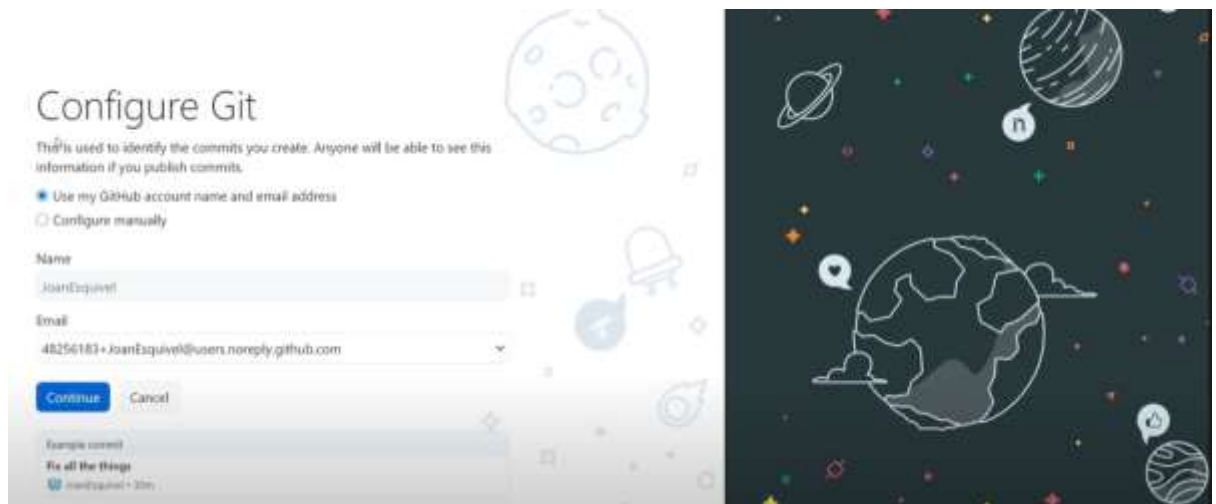 Configure Git
This is used to identify the commits you create. Anyone will be able to see this
information if you publish commits.
Use my GitHub account name and email address
Configure manually
Name
JoanEsquivel
Email
48256183+JoanEsquivel@users.noreply.github.com
Continue Cancel
Example commit
Fix all the things
JoanEsquivel • 30m
n